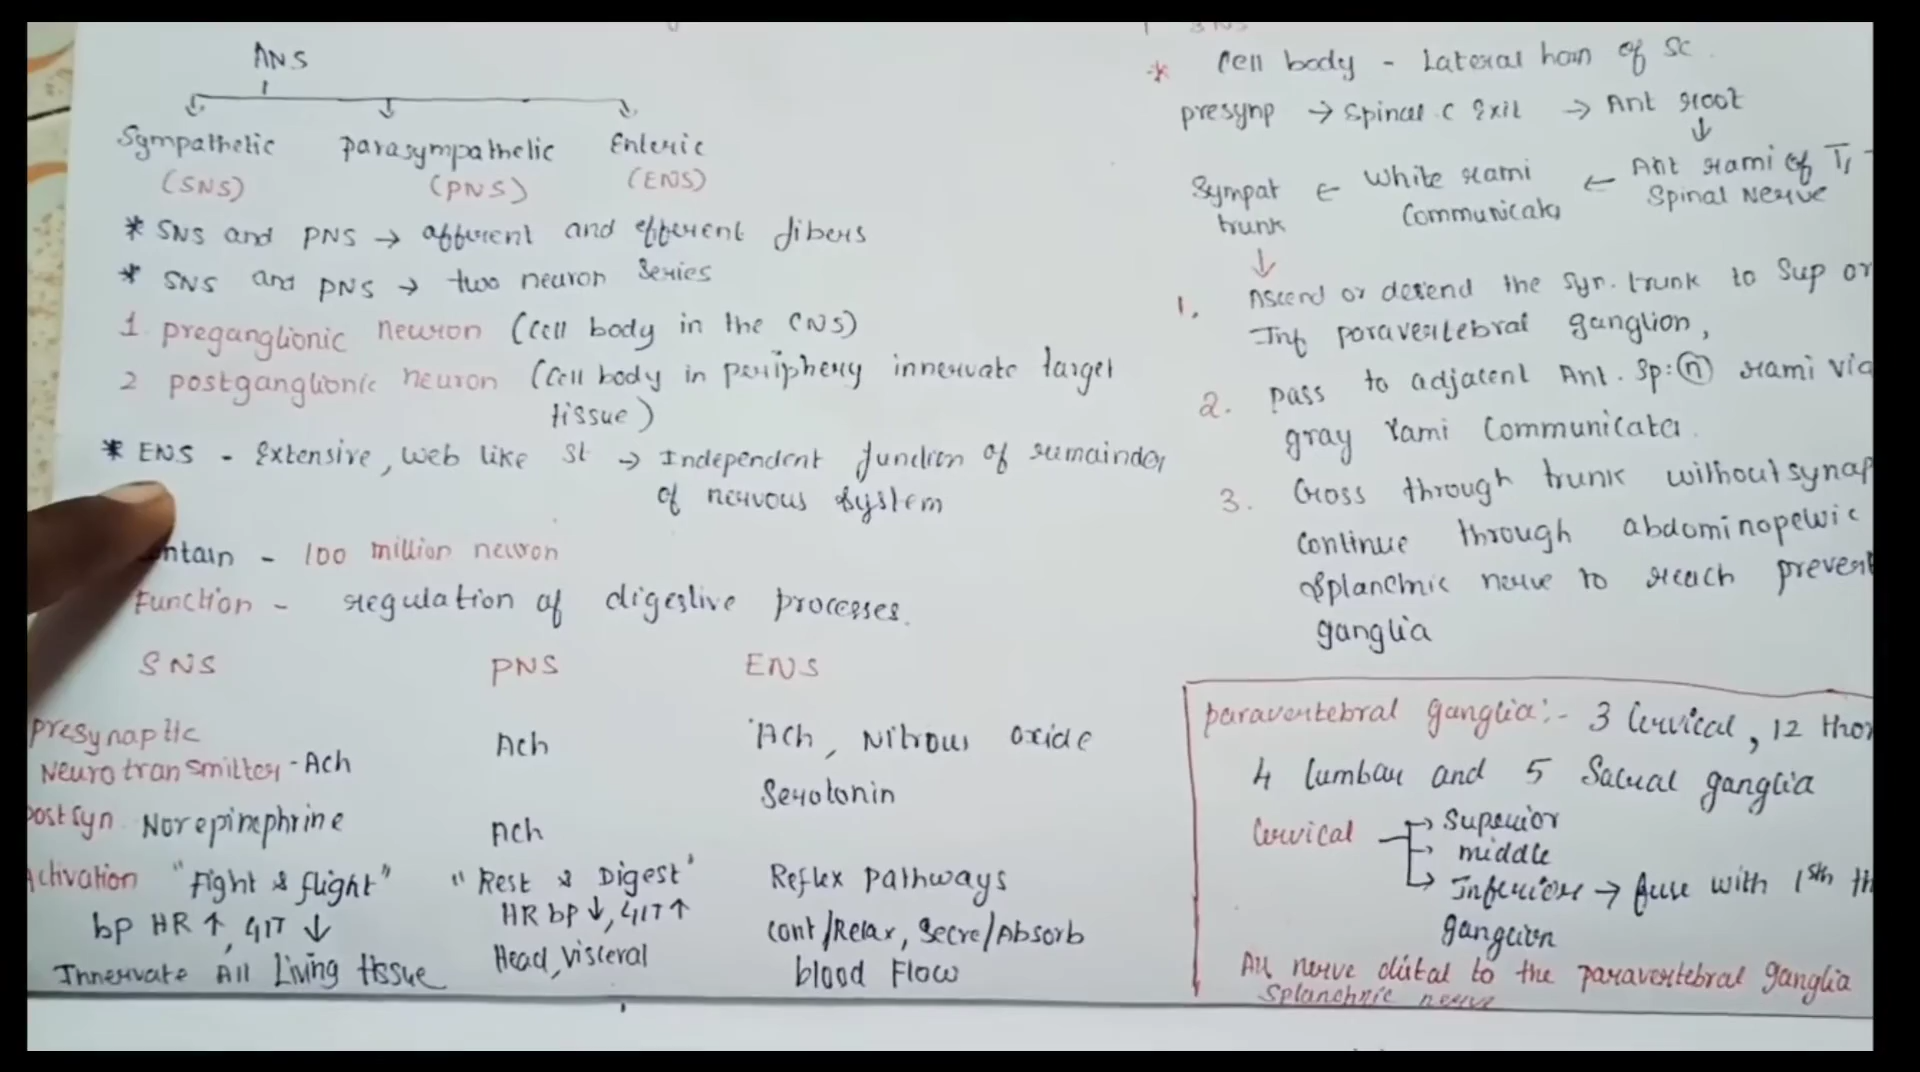 ANS
Sympathetic parasympathetic Enteric
(SNS) (PNS) (ENS)
* SNS and PNS → afferent and efferent fibers
* SNS and PNS → two neuron series
1 preganglionic neuron (cell body in the CNS)
2 postganglionic neuron (cell body in periphery innervate target
tissue)
* ENS - Extensive, web like st → Independent function of remainder
of nervous system
ntain - 100 million neuron
Function - regulation of digestive processes.
SNS PNS ENS
presynaptic
Neurotransmitter - Ach Ach Ach, Nitrous oxide
Serotonin
postsyn Norepinephrine Ach
Activation "Fight & flight" "Rest & Digest" Reflex pathways
bp HR ↑, GIT ↓ HR bp ↓, GIT ↑ cont/Relax, Secre/Absorb
Innervate All Living tissue Head, visceral blood Flow
SNS
* Cell body - Lateral horn of SC
presynp → Spinal C Exit → Ant root
↓
Sympat ← White rami ← Ant rami of T1
trunk Communicata Spinal Nerve
↓
1. Ascend or decend the syn. trunk to Sup or
Inf paravertebral ganglion,
2. pass to adjacent Ant. Sp: (n) rami via
gray rami Communicata.
3. Cross through trunk without synap
continue through abdominopelvic
splanchnic nerve to reach prevert
ganglia
paravertebral ganglia:- 3 Cervical, 12 thor
4 lumbar and 5 Sacral ganglia
Cervical → Superior
→ middle
→ Inferiore → fuse with 1sth th
ganglion
All nerve distal to the paravertebral ganglia
Splanchnic nerve